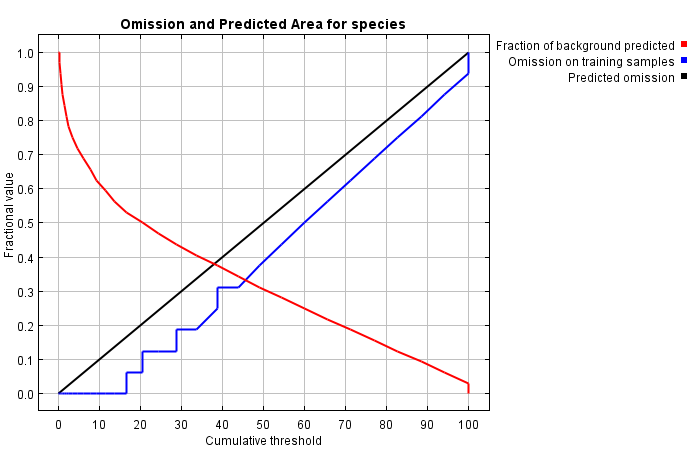 Omission and Predicted Area for species
Fraction of background predicted
Omission on training samples
Predicted omission
Fractional value
1.0
0.9
0.8
0.7
0.6
0.5
0.4
0.3
0.2
0.1
0.0
0 10 20 30 40 50 60 70 80 90 100
Cumulative threshold